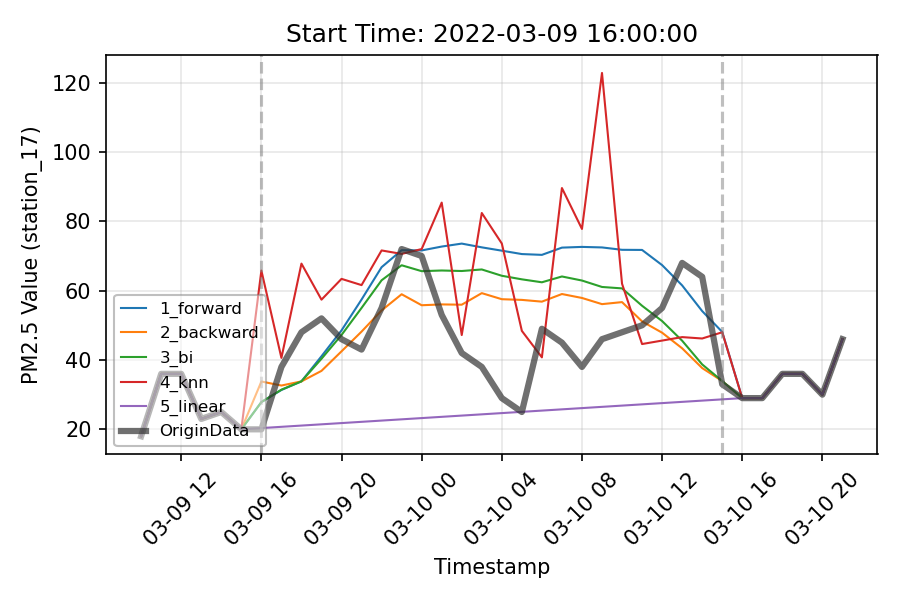 Start Time: 2022-03-09 16:00:00
PM2.5 Value (station_17)
120
100
80
60
40
20
1_forward
2_backward
3_bi
4_knn
5_linear
OriginData
03-09 12
03-09 16
03-09 20
03-10 00
03-10 04
03-10 08
03-10 12
03-10 16
03-10 20
Timestamp